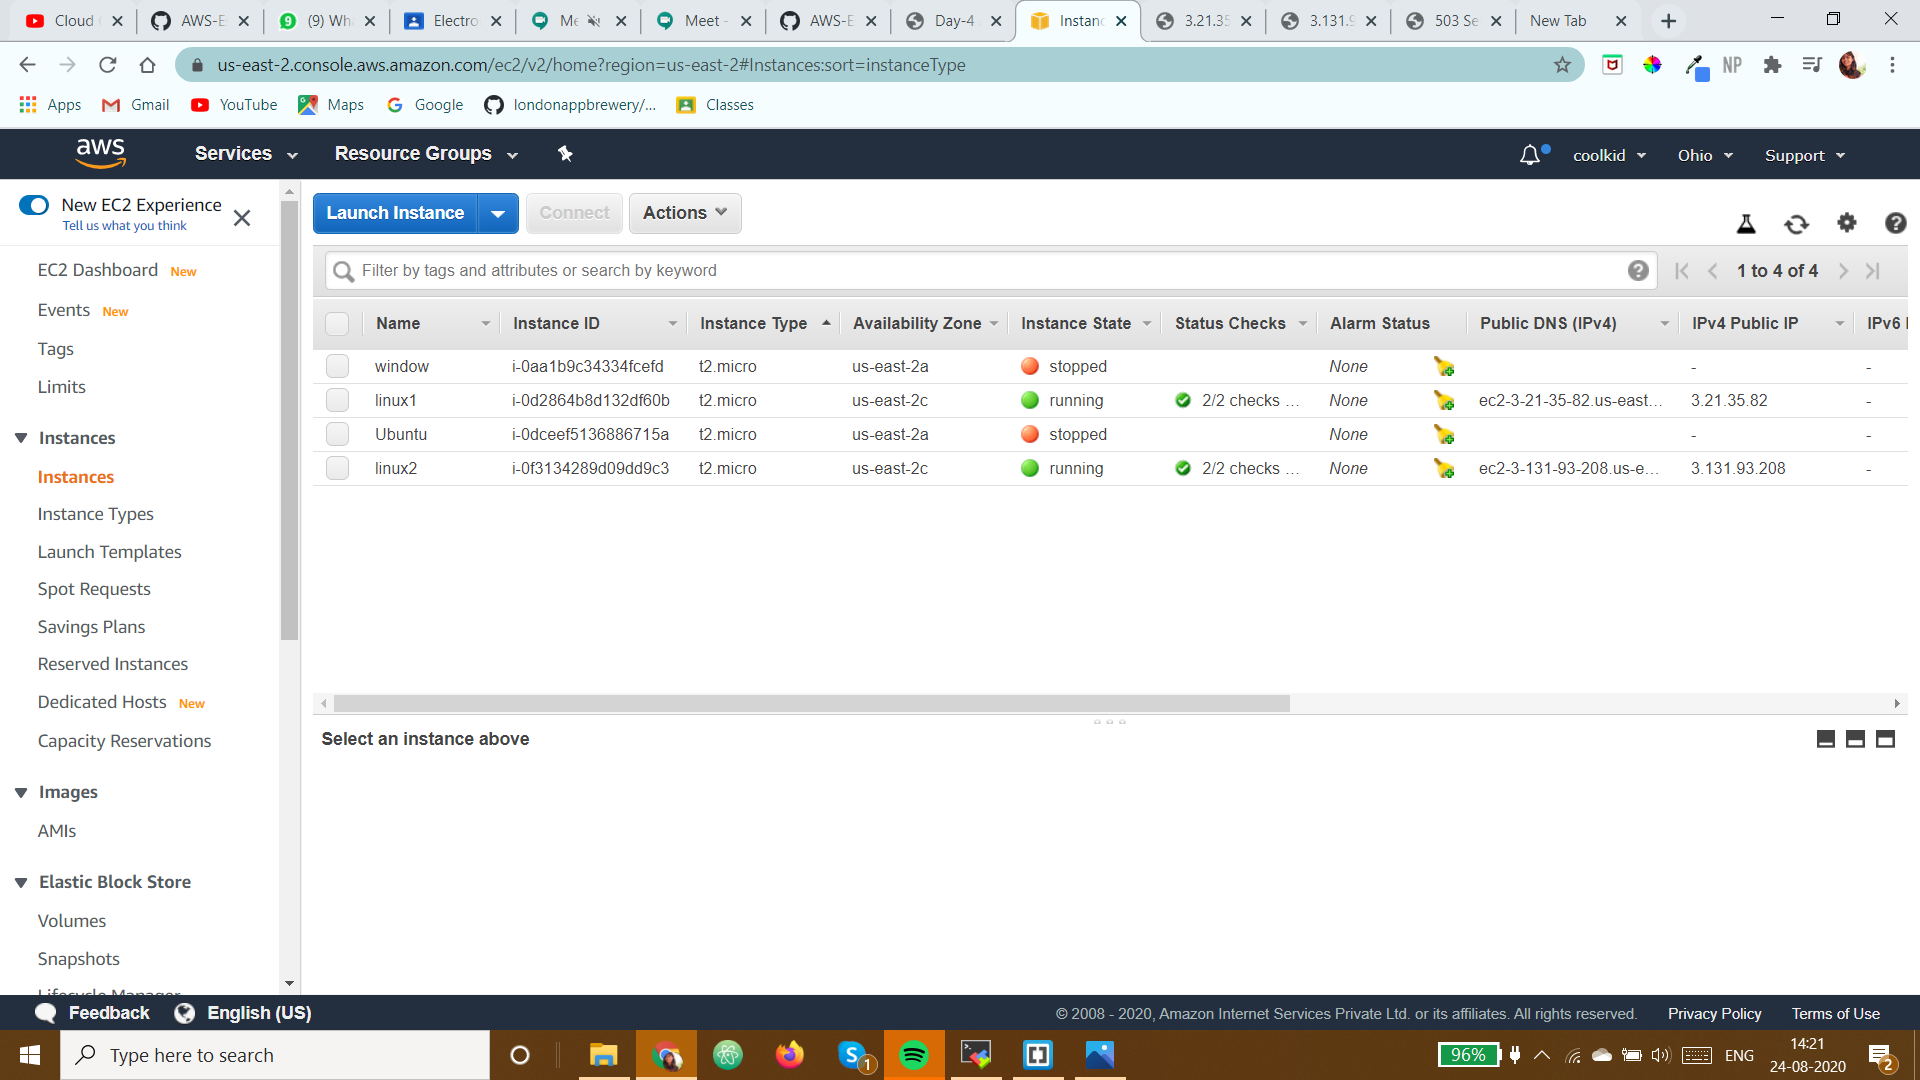 Cloud
AWS-E
(9) Wh
Electro
Me
Meet -
AWS-E
Day-4
Instanc
3.21.35
3.131.9
503 Se
New Tab
us-east-2.console.aws.amazon.com/ec2/v2/home?region=us-east-2#Instances:sort=instanceType
NP
Apps
Gmail
YouTube
Maps
Google
londonappbrewery/...
Classes
aws
Services
Resource Groups
coolkid
Ohio
Support
New EC2 Experience
Tell us what you think
EC2 Dashboard New
Events New
Tags
Limits
Instances
Instances
Instance Types
Launch Templates
Spot Requests
Savings Plans
Reserved Instances
Dedicated Hosts New
Capacity Reservations
Images
AMIs
Elastic Block Store
Volumes
Snapshots
Lifecycle Manager
Launch Instance
Connect
Actions
Filter by tags and attributes or search by keyword
1 to 4 of 4
Name Instance ID Instance Type Availability Zone Instance State Status Checks Alarm Status Public DNS (IPv4) IPv4 Public IP IPv6 I
window i-0aa1b9c34334fcefd t2.micro us-east-2a stopped None - -
linux1 i-0d2864b8d132df60b t2.micro us-east-2c running 2/2 checks ... None ec2-3-21-35-82.us-east... 3.21.35.82 -
Ubuntu i-0dceef5136886715a t2.micro us-east-2a stopped None - -
linux2 i-0f3134289d09dd9c3 t2.micro us-east-2c running 2/2 checks ... None ec2-3-131-93-208.us-e... 3.131.93.208 -
Select an instance above
Feedback
English (US)
© 2008 - 2020, Amazon Internet Services Private Ltd. or its affiliates. All rights reserved.
Privacy Policy
Terms of Use
Type here to search
1
96%
ENG
14:21
24-08-2020
2